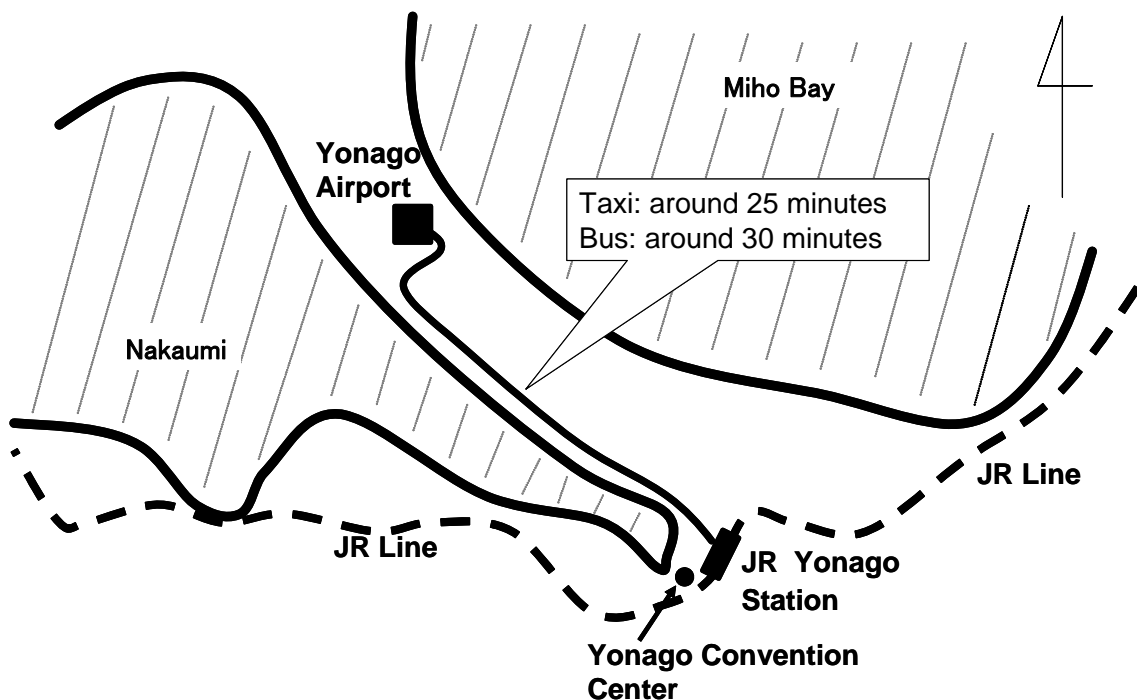 Miho Bay
Yonago
Airport
Taxi: around 25 minutes
Bus: around 30 minutes
Nakaumi
JR Line
JR Line
JR Yonago
Station
Yonago Convention
Center